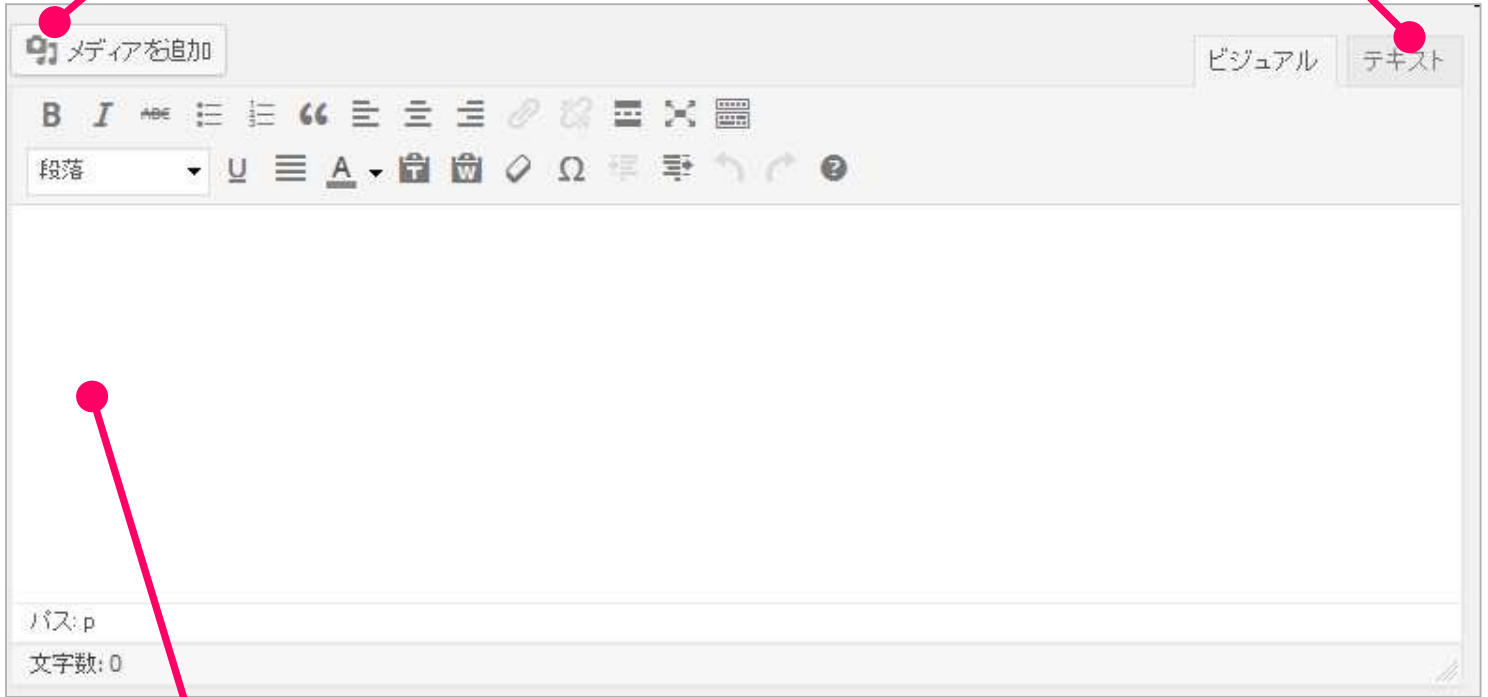 メディアを追加
ビジュアル テキスト
B I ABC
段落 U A T W Ω ?
パス: p
文字数: 0